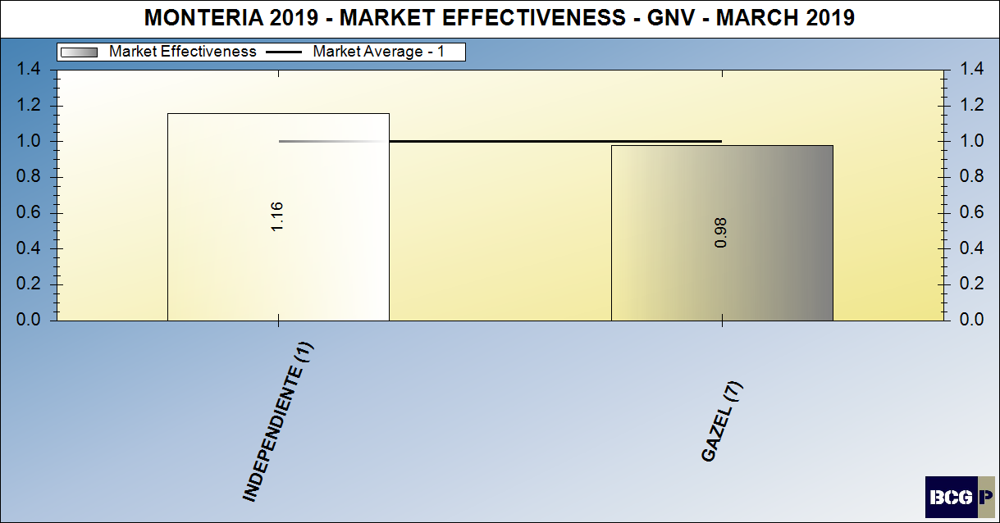 MONTERIA 2019 - MARKET EFFECTIVENESS - GNV - MARCH 2019
Market Effectiveness Market Average - 1
1.4 1.4
1.2 1.2
1.0 1.0
0.8 0.8
0.6 0.6
0.4 0.4
0.2 0.2
0.0 0.0
1.16
0.98
INDEPENDIENTE (1)
GAZEL (7)
BCG P